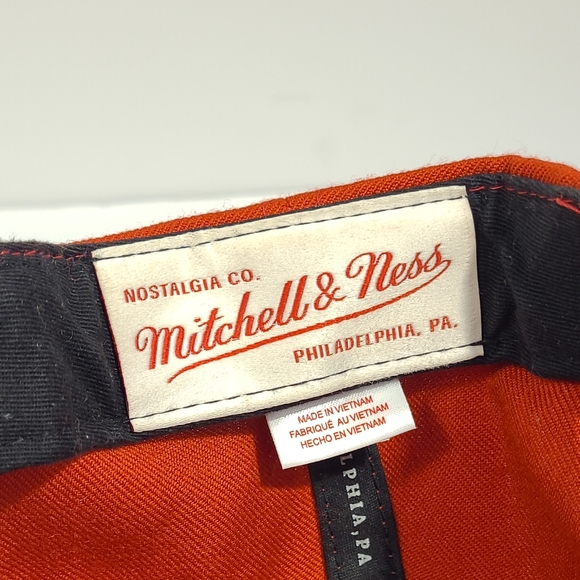 NOSTALGIA CO.
Mitchell & Ness
PHILADELPHIA, PA.
MADE IN VIETNAM
FABRIQUÉ AU VIETNAM
HECHO EN VIETNAM
LPHIA, PA